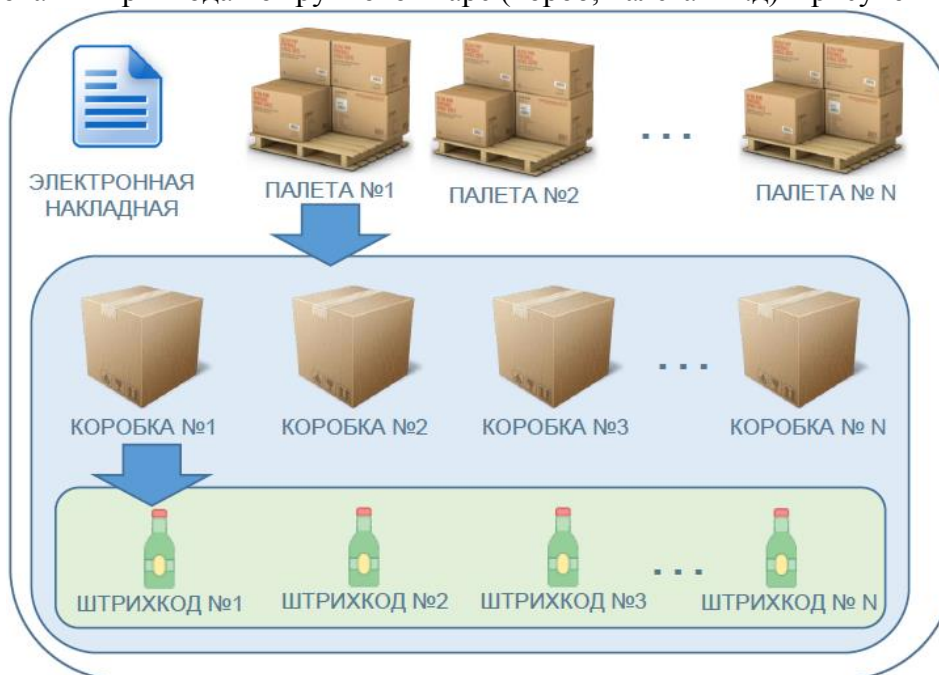 ЭЛЕКТРОННАЯ
НАКЛАДНАЯ
ПАЛЕТА №1
ПАЛЕТА №2
...
ПАЛЕТА № N
КОРОБКА №1
КОРОБКА №2
КОРОБКА №3
...
КОРОБКА № N
ШТРИХКОД №1
ШТРИХКОД №2
ШТРИХКОД №3
...
ШТРИХКОД № N